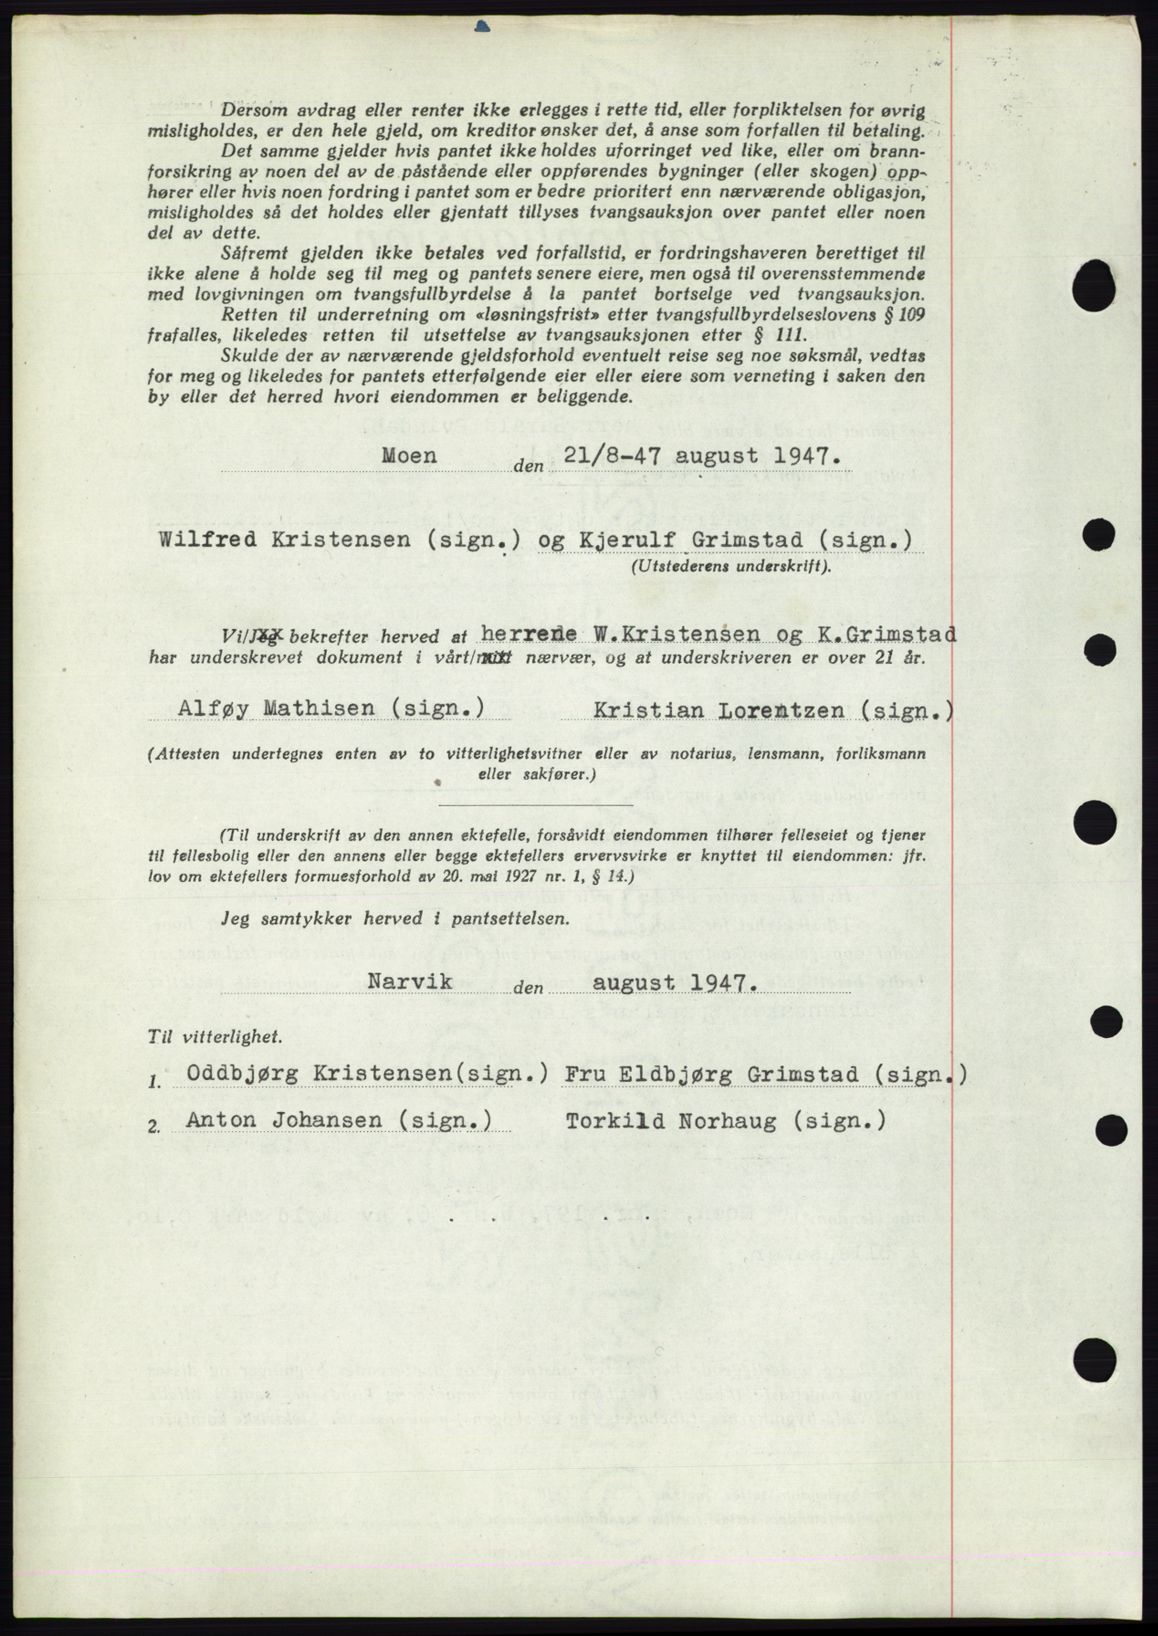 Dersom avdrag eller renter ikke erlegges i rette tid, eller forpliktelsen for øvrig
misligholdes, er den hele gjeld, om kreditor ønsker det, å anse som forfallen til betaling.
Det samme gjelder hvis pantet ikke holdes uforringet ved like, eller om brann-
forsikring av noen del av de påstående eller oppførendes bygninger (eller skogen) opp-
hører eller hvis noen fordring i pantet som er bedre prioritert enn nærværende obligasjon,
misligholdes så det holdes eller gjentatt tillyses tvangsauksjon over pantet eller noen
del av dette.
Såfremt gjelden ikke betales ved forfallstid, er fordringshaveren berettiget til
ikke alene å holde seg til meg og pantets senere eiere, men også til overensstemmende
med lovgivningen om tvangsfullbyrdelse å la pantet bortselge ved tvangsauksjon.
Retten til underretning om «løsningsfrist» etter tvangsfullbyrdelseslovens § 109
frafalles, likeledes retten til utsettelse av tvangsauksjonen etter § 111.
Skulde der av nærværende gjeldsforhold eventuelt reise seg noe søksmål, vedtas
for meg og likeledes for pantets etterfølgende eier eller eiere som verneting i saken den
by eller det herred hvori eiendommen er beliggende.
Moen den 21/8-47 august 1947.
Wilfred Kristensen (sign.) og Kjerulf Grimstad (sign.)
(Utstederens underskrift).
Vi/Jeg bekrefter herved at herrene W.Kristensen og K.Grimstad
har underskrevet dokument i vårt/mitt nærvær, og at underskriveren er over 21 år.
Alføy Mathisen (sign.) Kristian Lorentzen (sign.)
(Attesten undertegnes enten av to vitterlighetsvitner eller av notarius, lensmann, forliksmann
eller sakfører.)
(Til underskrift av den annen ektefelle, forsåvidt eiendommen tilhører felleseiet og tjener
til fellesbolig eller den annens eller begge ektefellers ervervsvirke er knyttet til eiendommen: jfr.
lov om ektefellers formuesforhold av 20. mai 1927 nr. 1, § 14.)
Jeg samtykker herved i pantsettelsen.
Narvik den august 1947.
Til vitterlighet.
1. Oddbjørg Kristensen(sign.) Fru Eldbjørg Grimstad (sign.)
2. Anton Johansen (sign.) Torkild Norhaug (sign.)